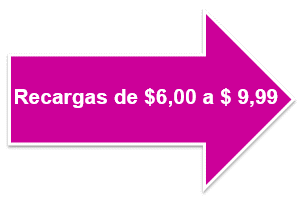 Recargas de $6,00 a $ 9,99